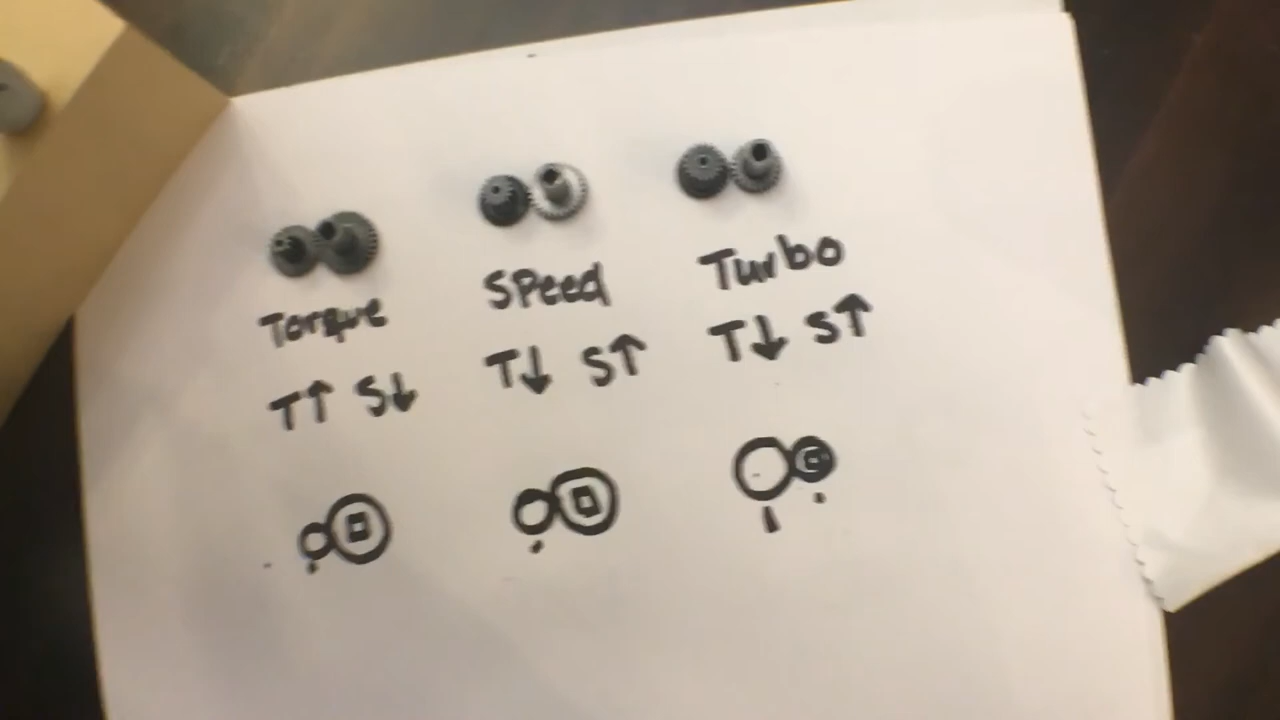 Torque SPeed Turbo
T↑ S↓ T↓ S↑ T↓ S↑